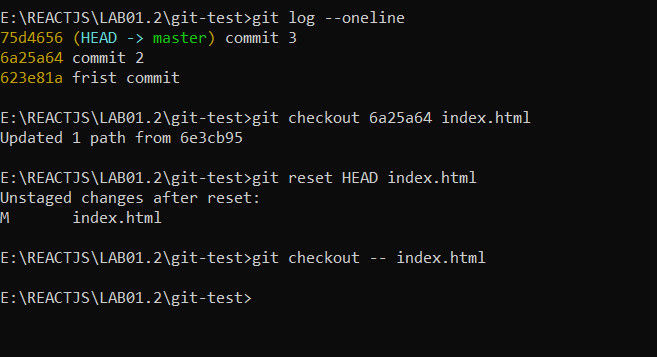 E:\REACTJS\LAB01.2\git-test>git log --oneline
75d4656 (HEAD -> master) commit 3
6a25a64 commit 2
623e81a frist commit
E:\REACTJS\LAB01.2\git-test>git checkout 6a25a64 index.html
Updated 1 path from 6e3cb95
E:\REACTJS\LAB01.2\git-test>git reset HEAD index.html
Unstaged changes after reset:
M       index.html
E:\REACTJS\LAB01.2\git-test>git checkout -- index.html
E:\REACTJS\LAB01.2\git-test>